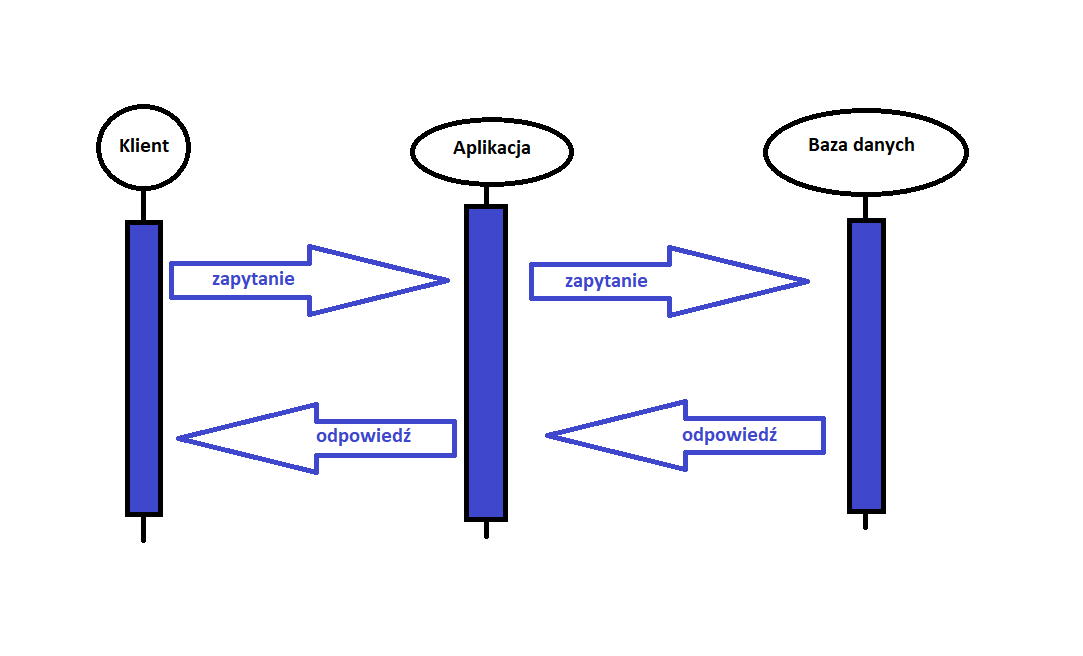 Klient
Aplikacja
Baza danych
zapytanie
zapytanie
odpowiedź
odpowiedź